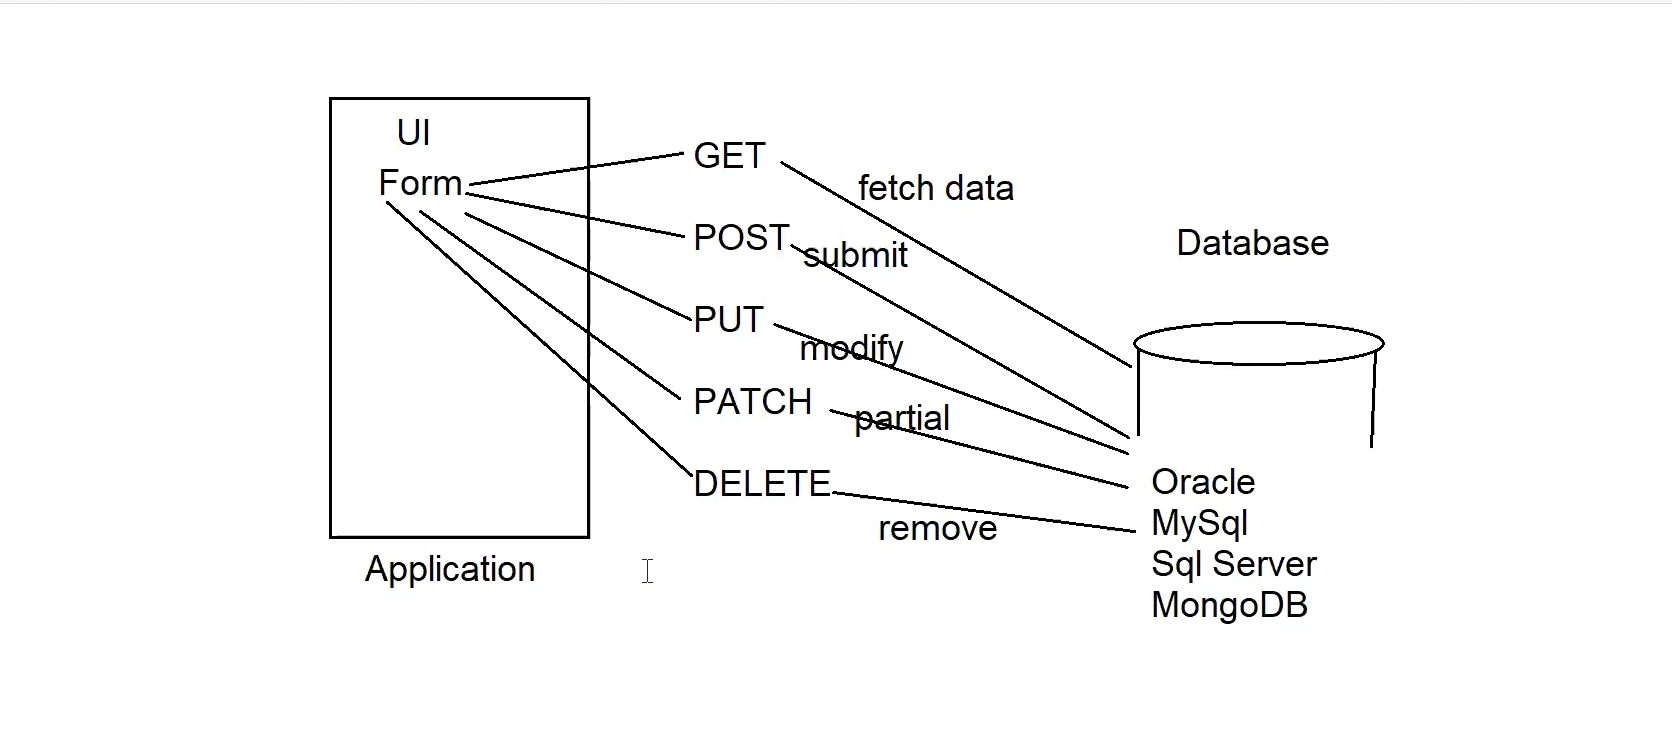 UI
Form
Application
GET
fetch data
POST
submit
PUT
modify
PATCH
partial
DELETE
remove
Database
Oracle
MySql
Sql Server
MongoDB